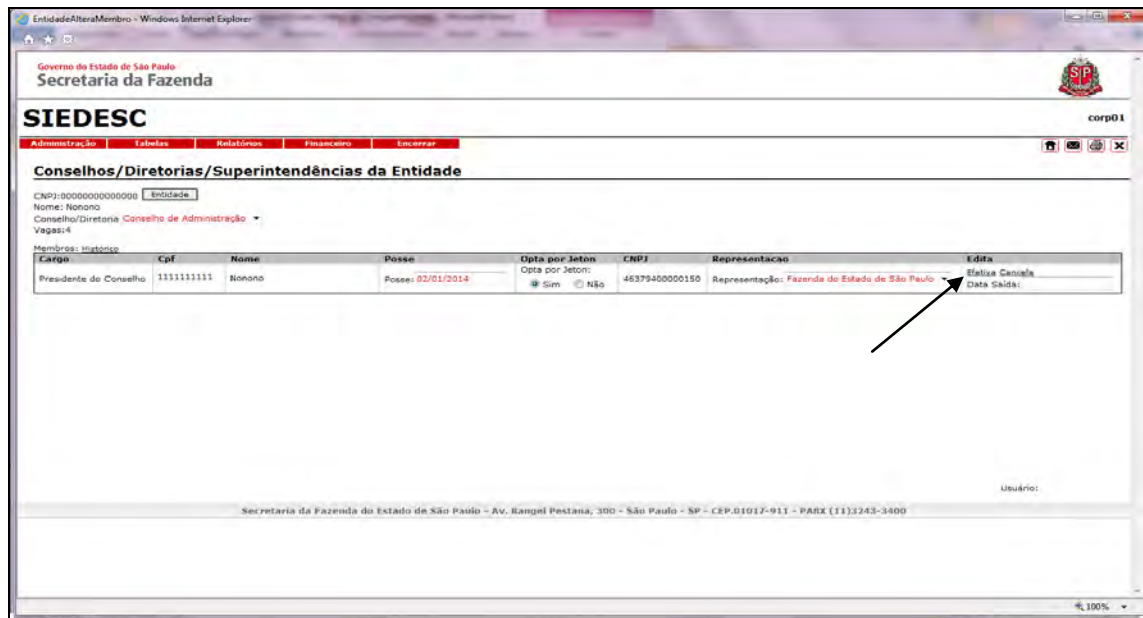 EntidadeAlteraMembro - Windows Internet Explorer
Governo do Estado de São Paulo
Secretaria da Fazenda
SP
SIEDESC
corp01
Administração Tabelas Relatórios Financeiro Encerrar
Conselhos/Diretorias/Superintendências da Entidade
CNPJ:00000000000000 Entidade
Nome: Nonono
Conselho/Diretoria Conselho de Administração
Vagas:4
Membros: Histórico
Cargo Cpf Nome Posse Opta por Jeton CNPJ Representacao Edita
Presidente do Conselho 1111111111 Nonono Posse: 02/01/2014 Opta por Jeton: Sim Não 46379400000150 Representação: Fazenda do Estado de São Paulo Efetiva Cancela
Data Saída:
Usuário:
Secretaria da Fazenda do Estado de São Paulo - Av. Rangel Pestana, 300 - São Paulo - SP - CEP.01017-911 - PABX (11)3243-3400
100%